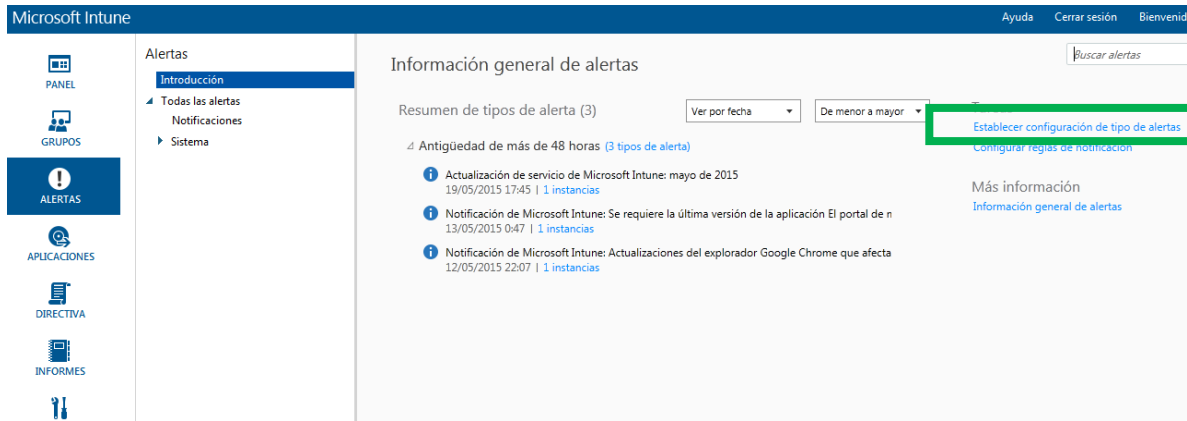 Microsoft Intune
Ayuda Cerrar sesión Bienvenid
PANEL
GRUPOS
ALERTAS
APLICACIONES
DIRECTIVA
INFORMES
Alertas
Introducción
Todas las alertas
Notificaciones
Sistema
Buscar alertas
Información general de alertas
Resumen de tipos de alerta (3)
Ver por fecha
De menor a mayor
Antigüedad de más de 48 horas (3 tipos de alerta)
Actualización de servicio de Microsoft Intune: mayo de 2015
19/05/2015 17:45 | 1 instancias
Notificación de Microsoft Intune: Se requiere la última versión de la aplicación El portal de
13/05/2015 0:47 | 1 instancias
Notificación de Microsoft Intune: Actualizaciones del explorador Google Chrome que afecta
12/05/2015 22:07 | 1 instancias
Establecer configuración de tipo de alertas
Configurar reglas de notificación
Más información
Información general de alertas